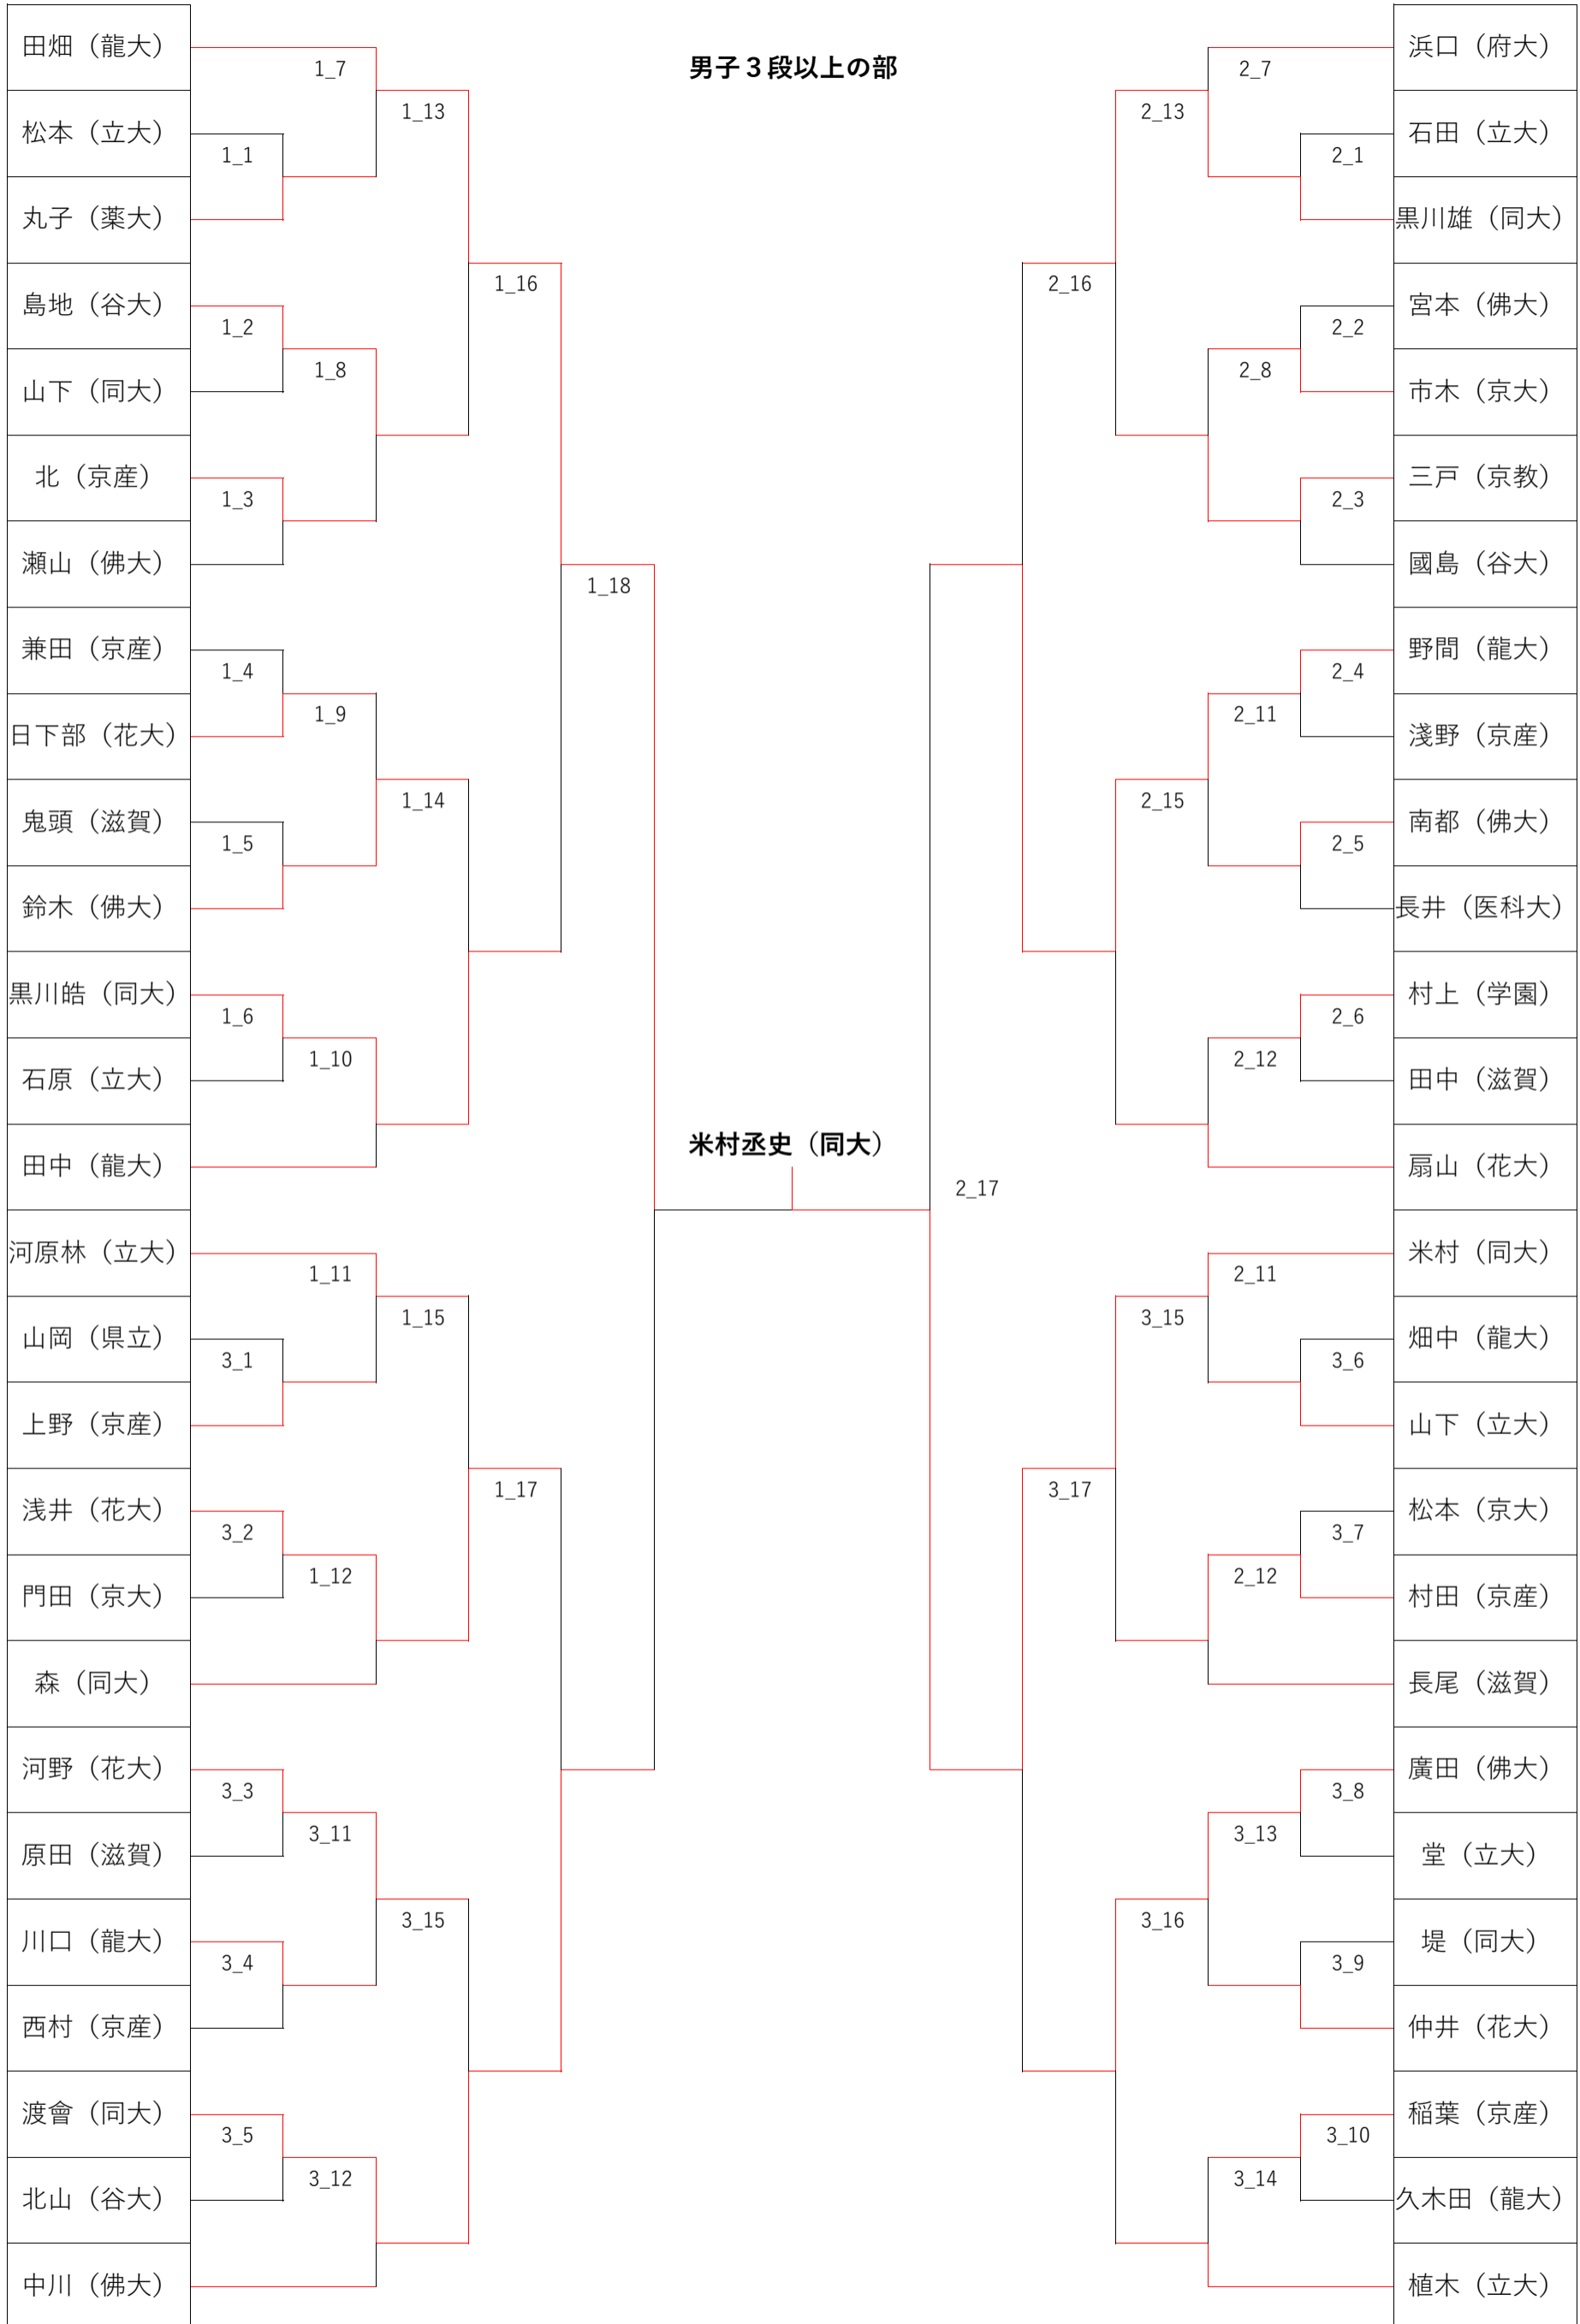 男子３段以上の部
田畑（龍大）
松本（立大）
丸子（薬大）
島地（谷大）
山下（同大）
北（京産）
瀬山（佛大）
兼田（京産）
日下部（花大）
鬼頭（滋賀）
鈴木（佛大）
黒川皓（同大）
石原（立大）
田中（龍大）
河原林（立大）
山岡（県立）
上野（京産）
浅井（花大）
門田（京大）
森（同大）
河野（花大）
原田（滋賀）
川口（龍大）
西村（京産）
渡會（同大）
北山（谷大）
中川（佛大）
1_1
1_2
1_3
1_4
1_5
1_6
3_1
3_2
3_3
3_4
3_5
1_7
1_8
1_9
1_10
1_11
1_12
3_11
3_12
1_13
1_14
1_15
3_15
1_16
1_17
1_18
米村丞史（同大）
2_17
2_16
3_17
2_13
2_15
3_15
3_16
2_7
2_8
2_11
2_12
2_11
2_12
3_13
3_14
2_1
2_2
2_3
2_4
2_5
2_6
3_6
3_7
3_8
3_9
3_10
浜口（府大）
石田（立大）
黒川雄（同大）
宮本（佛大）
市木（京大）
三戸（京教）
國島（谷大）
野間（龍大）
淺野（京産）
南都（佛大）
長井（医科大）
村上（学園）
田中（滋賀）
扇山（花大）
米村（同大）
畑中（龍大）
山下（立大）
松本（京大）
村田（京産）
長尾（滋賀）
廣田（佛大）
堂（立大）
堤（同大）
仲井（花大）
稲葉（京産）
久木田（龍大）
植木（立大）